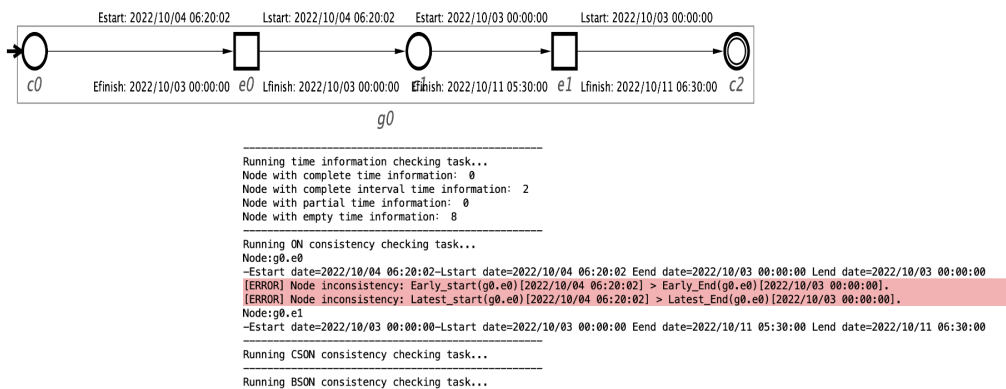 Estart: 2022/10/04 06:20:02 Lstart: 2022/10/04 06:20:02 Estart: 2022/10/03 00:00:00 Lstart: 2022/10/03 00:00:00
c0 Efinish: 2022/10/03 00:00:00 e0 Lfinish: 2022/10/03 00:00:00 c1 Efinish: 2022/10/11 05:30:00 e1 Lfinish: 2022/10/11 06:30:00 c2
g0
--------------------------------------------------
Running time information checking task...
Node with complete time information: 0
Node with complete interval time information: 2
Node with partial time information: 0
Node with empty time information: 8
--------------------------------------------------
Running ON consistency checking task...
Node:g0.e0
-Estart date=2022/10/04 06:20:02-Lstart date=2022/10/04 06:20:02 Eend date=2022/10/03 00:00:00 Lend date=2022/10/03 00:00:00
[ERROR] Node inconsistency: Early_start(g0.e0)[2022/10/04 06:20:02] > Early_End(g0.e0)[2022/10/03 00:00:00].
[ERROR] Node inconsistency: Latest_start(g0.e0)[2022/10/04 06:20:02] > Latest_End(g0.e0)[2022/10/03 00:00:00].
Node:g0.e1
-Estart date=2022/10/03 00:00:00-Lstart date=2022/10/03 00:00:00 Eend date=2022/10/11 05:30:00 Lend date=2022/10/11 06:30:00
--------------------------------------------------
Running CSON consistency checking task...
--------------------------------------------------
Running BSON consistency checking task...